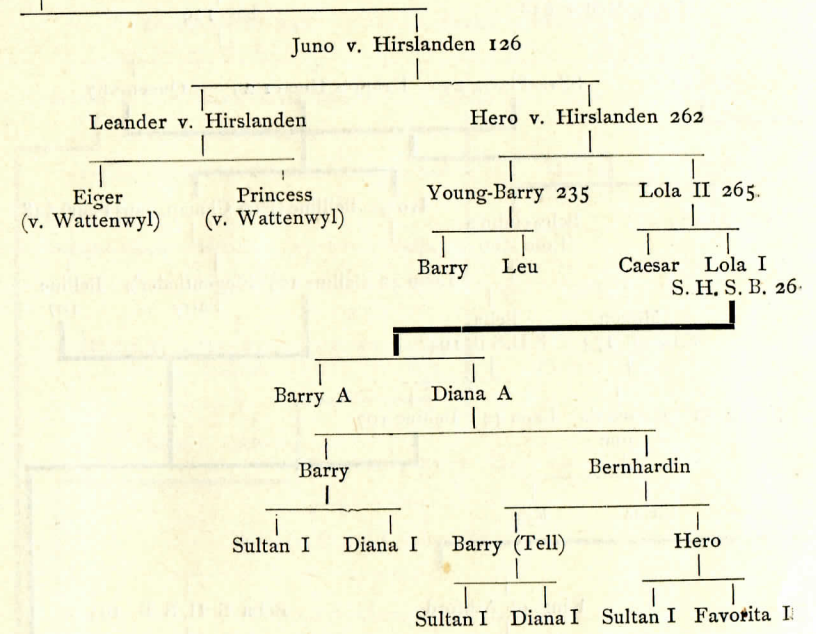 Juno v. Hirslanden 126
Leander v. Hirslanden Hero v. Hirslanden 262
Eiger Princess Young-Barry 235 Lola II 265.
(v. Wattenwyl) (v. Wattenwyl)
Barry Leu Caesar Lola I
S. H. S. B. 26
Barry A Diana A
Barry Bernhardin
Sultan I Diana I Barry (Tell) Hero
Sultan I Diana I Sultan I Favorita I